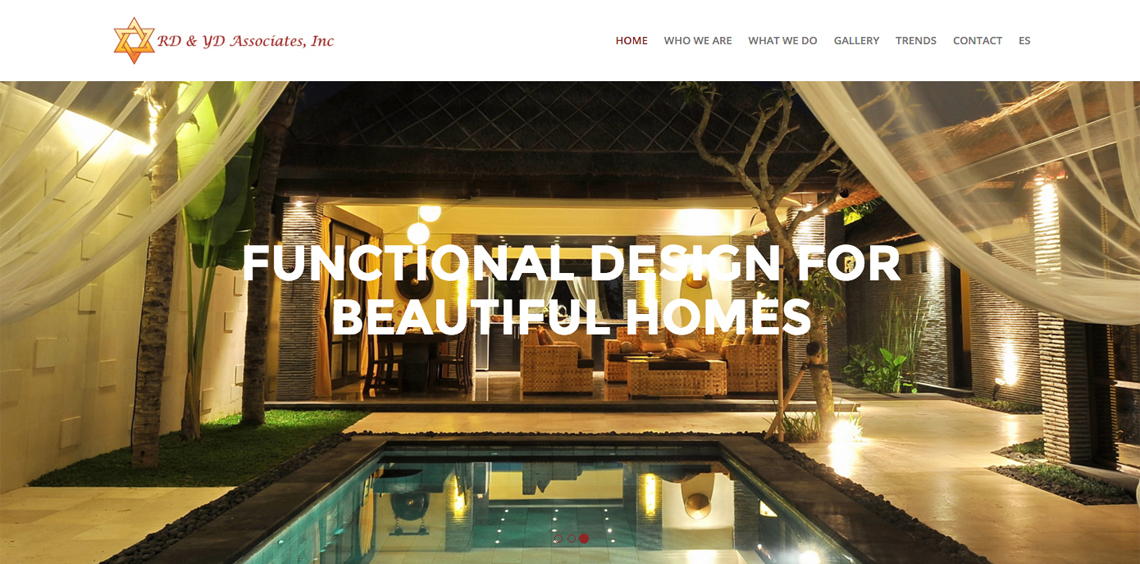 RD & YD Associates, Inc
HOME WHO WE ARE WHAT WE DO GALLERY TRENDS CONTACT ES
FUNCTIONAL DESIGN FOR
BEAUTIFUL HOMES